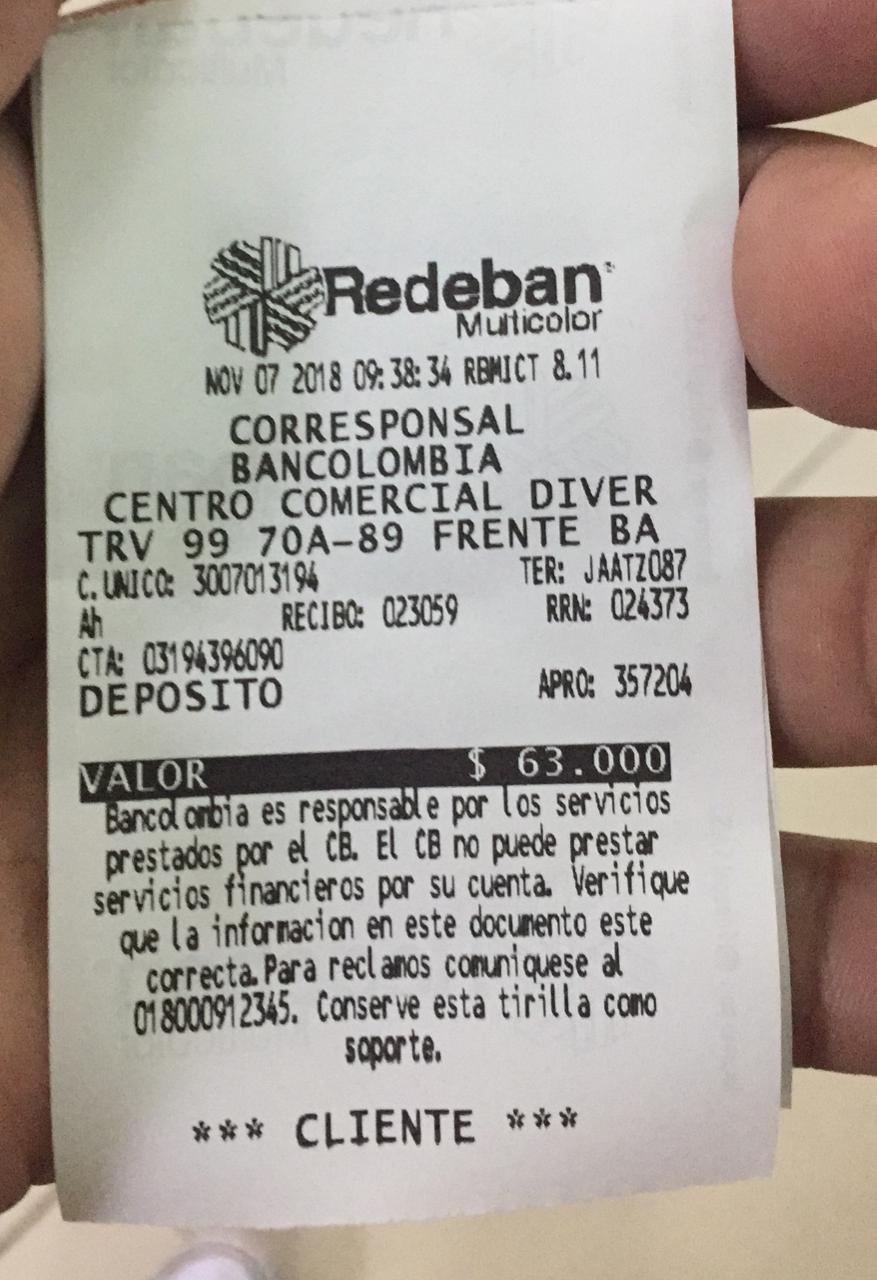 Redeban
Multicolor
NOV 07 2018 09:38:34 RBMICT 8.11
CORRESPONSAL
BANCOLOMBIA
CENTRO COMERCIAL DIVER
TRV 99 70A-89 FRENTE BA
C. UNICO: 3007013194 TER: JAATZ087
Ah RECIBO: 023059 RRN: 024373
CTA: 03194396090
DEPOSITO APRO: 357204
VALOR $ 63.000
Bancolombia es responsable por los servicios
prestados por el CB. El CB no puede prestar
servicios financieros por su cuenta. Verifique
que la informacion en este documento este
correcta.Para reclamos comuniquese al
018000912345. Conserve esta tirilla como
soporte.
*** CLIENTE ***